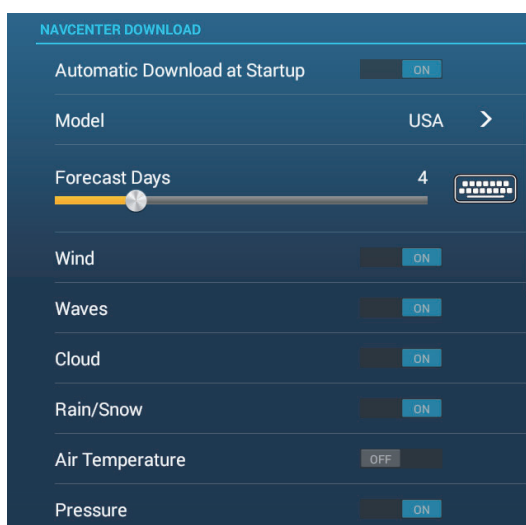 NAVCENTER DOWNLOAD
Automatic Download at Startup ON
Model USA
Forecast Days 4
Wind ON
Waves ON
Cloud ON
Rain/Snow ON
Air Temperature OFF
Pressure ON